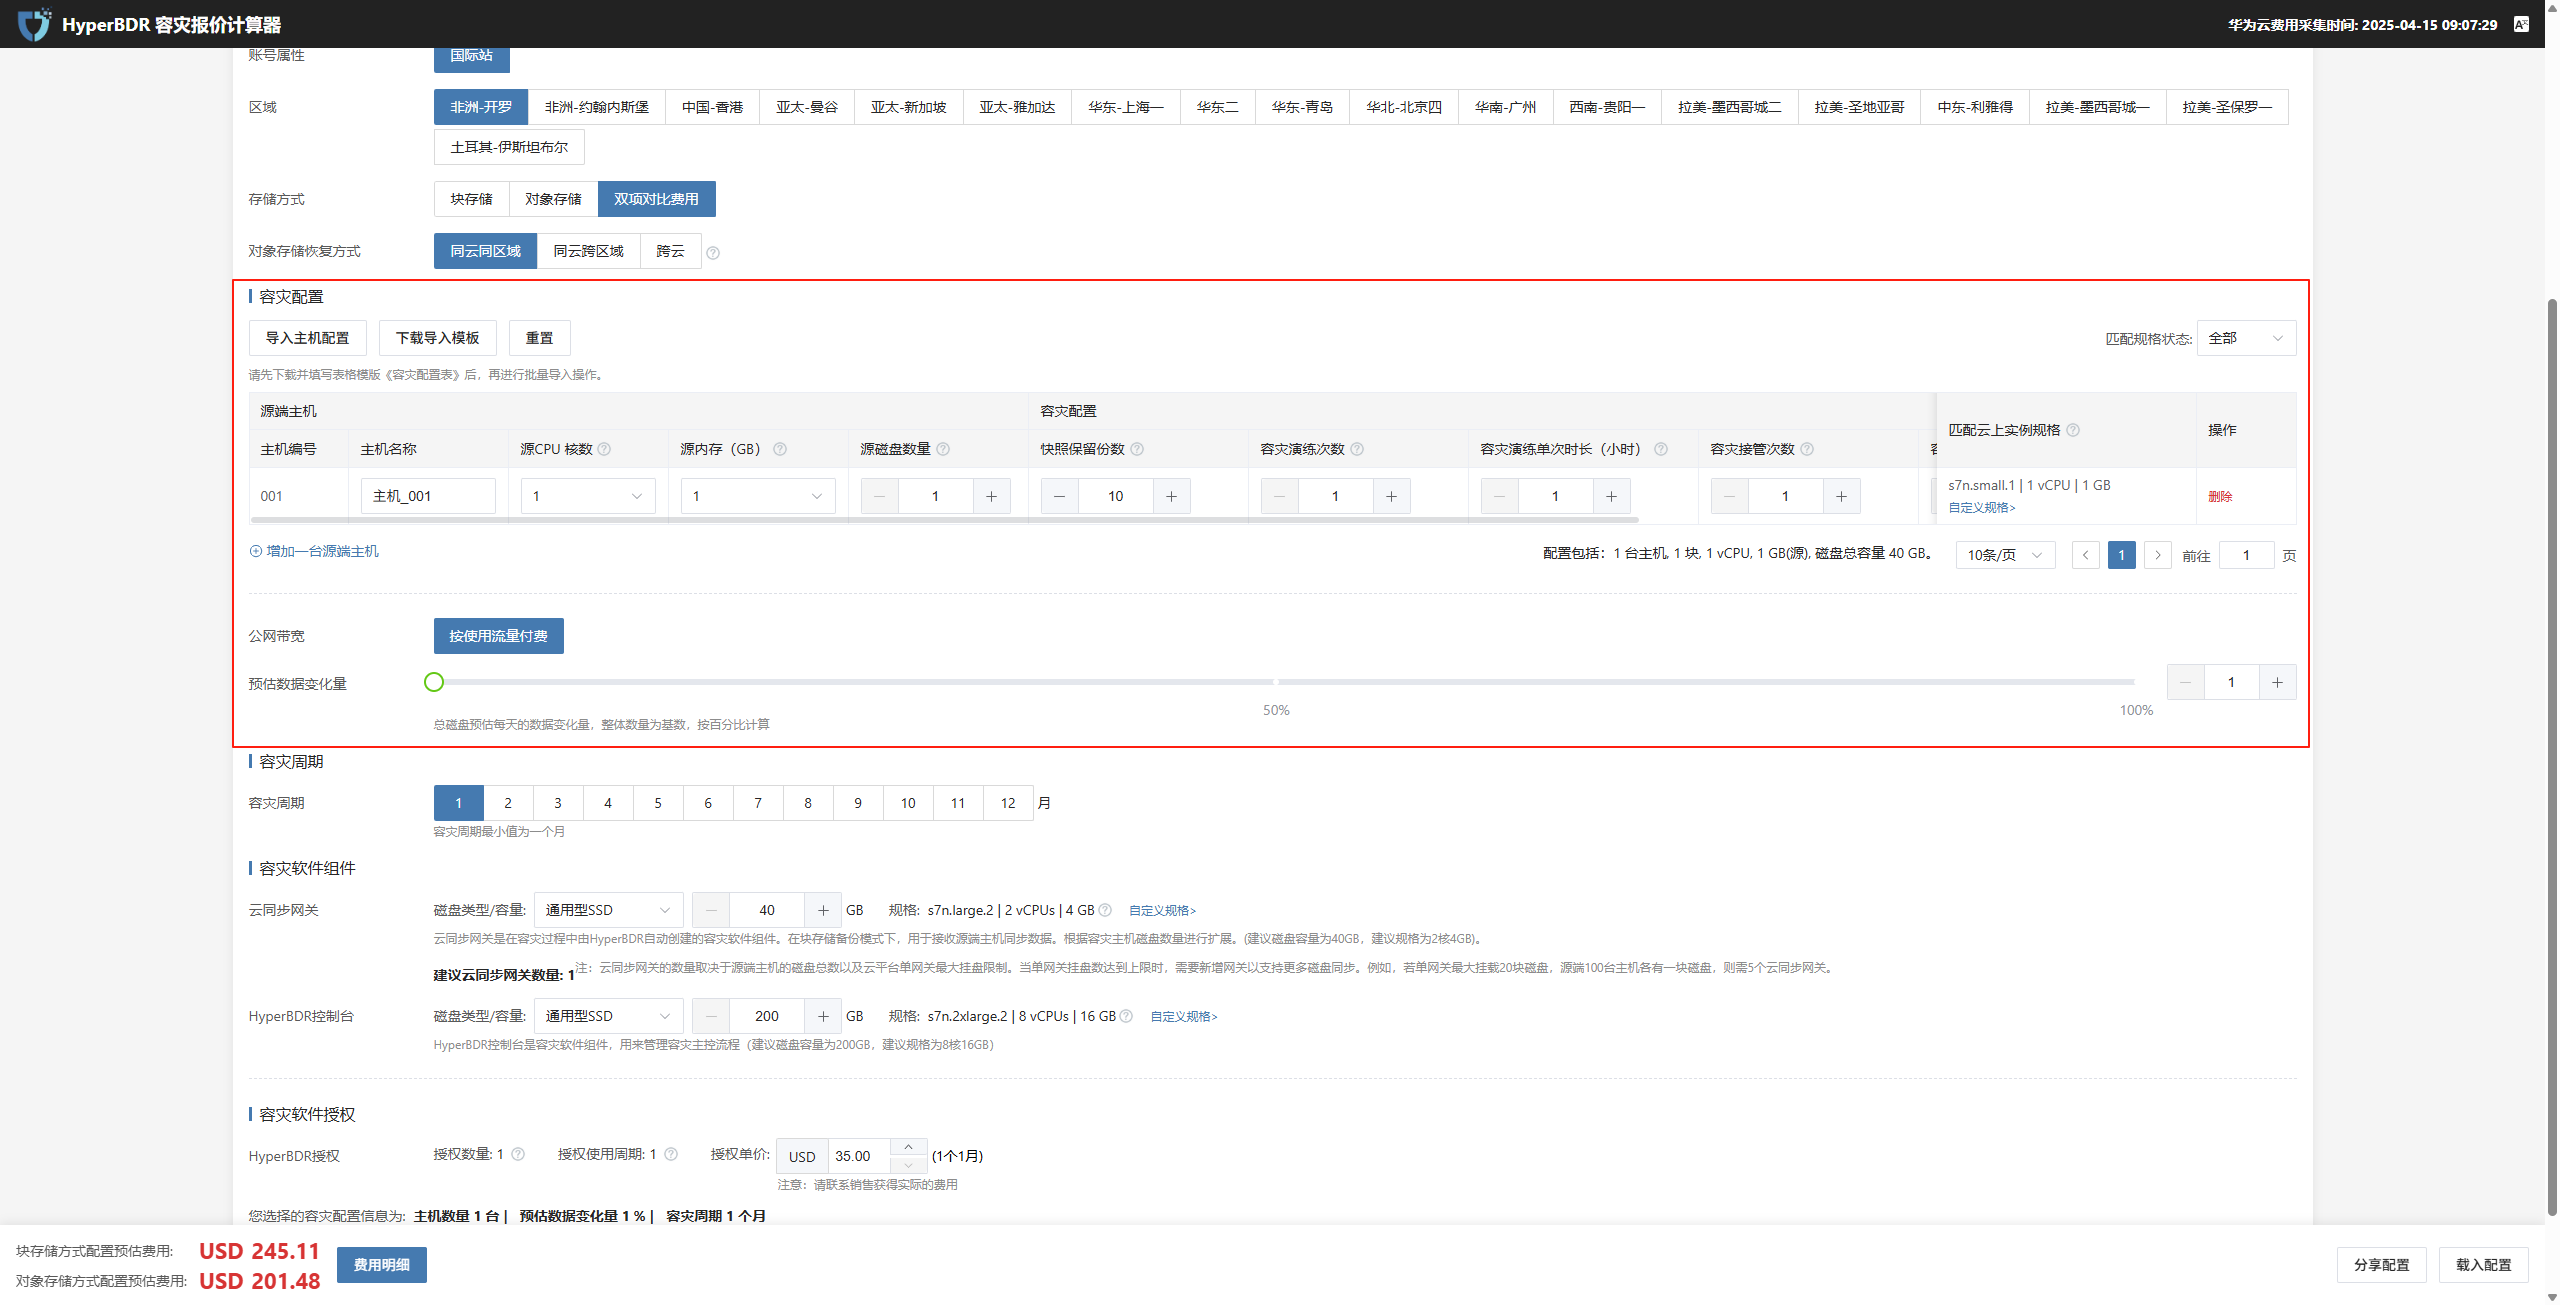 HyperBDR 容灾报价计算器
华为云费用采集时间: 2025-04-15 09:07:29
账号属性 国际站
区域 非洲-开罗 非洲-约翰内斯堡 中国-香港 亚太-曼谷 亚太-新加坡 亚太-雅加达 华东-上海一 华东二 华东-青岛 华北-北京四 华南-广州 西南-贵阳一 拉美-墨西哥城二 拉美-圣地亚哥 中东-利雅得 拉美-墨西哥城一 拉美-圣保罗一
土耳其-伊斯坦布尔
存储方式 块存储 对象存储 双项对比费用
对象存储恢复方式 同云同区域 同云跨区域 跨云
容灾配置
导入主机配置 下载导入模板 重置 匹配规格状态: 全部
请先下载并填写表格模版《容灾配置表》后，再进行批量导入操作。
源端主机 容灾配置 匹配云上实例规格 操作
主机编号 主机名称 源CPU 核数 源内存（GB） 源磁盘数量 快照保留份数 容灾演练次数 容灾演练单次时长（小时） 容灾接管次数
001 主机_001 1 1 1 10 1 1 1 s7n.small.1 | 1 vCPU | 1 GB 删除
自定义规格>
增加一台源端主机 配置包括：1 台主机, 1 块, 1 vCPU, 1 GB(源), 磁盘总容量 40 GB。 10条/页 1 前往 1 页
公网带宽 按使用流量付费
预估数据变化量 1
50% 100%
总磁盘预估每天的数据变化量，整体数量为基数，按百分比计算
容灾周期
容灾周期 1 2 3 4 5 6 7 8 9 10 11 12 月
容灾周期最小值为一个月
容灾软件组件
云同步网关 磁盘类型/容量: 通用型SSD 40 GB 规格: s7n.large.2 | 2 vCPUs | 4 GB 自定义规格>
云同步网关是在容灾过程中由HyperBDR自动创建的容灾软件组件。在块存储备份模式下，用于接收源端主机同步数据。根据容灾主机磁盘数量进行扩展。(建议磁盘容量为40GB，建议规格为2核4GB)。
建议云同步网关数量: 1 注：云同步网关的数量取决于源端主机的磁盘总数以及云平台单网关最大挂盘限制。当单网关挂盘数达到上限时，需要新增网关以支持更多磁盘同步。例如，若单网关最大挂载20块磁盘，源端100台主机各有一块磁盘，则需5个云同步网关。
HyperBDR控制台 磁盘类型/容量: 通用型SSD 200 GB 规格: s7n.2xlarge.2 | 8 vCPUs | 16 GB 自定义规格>
HyperBDR控制台是容灾软件组件，用来管理容灾主控流程（建议磁盘容量为200GB，建议规格为8核16GB）
容灾软件授权
HyperBDR授权 授权数量: 1 授权使用周期: 1 授权单价: USD 35.00 (1个1月)
注意：请联系销售获得实际的费用
您选择的容灾配置信息为: 主机数量 1 台 | 预估数据变化量 1 % | 容灾周期 1 个月
块存储方式配置预估费用: USD 245.11
对象存储方式配置预估费用: USD 201.48
费用明细 分享配置 载入配置